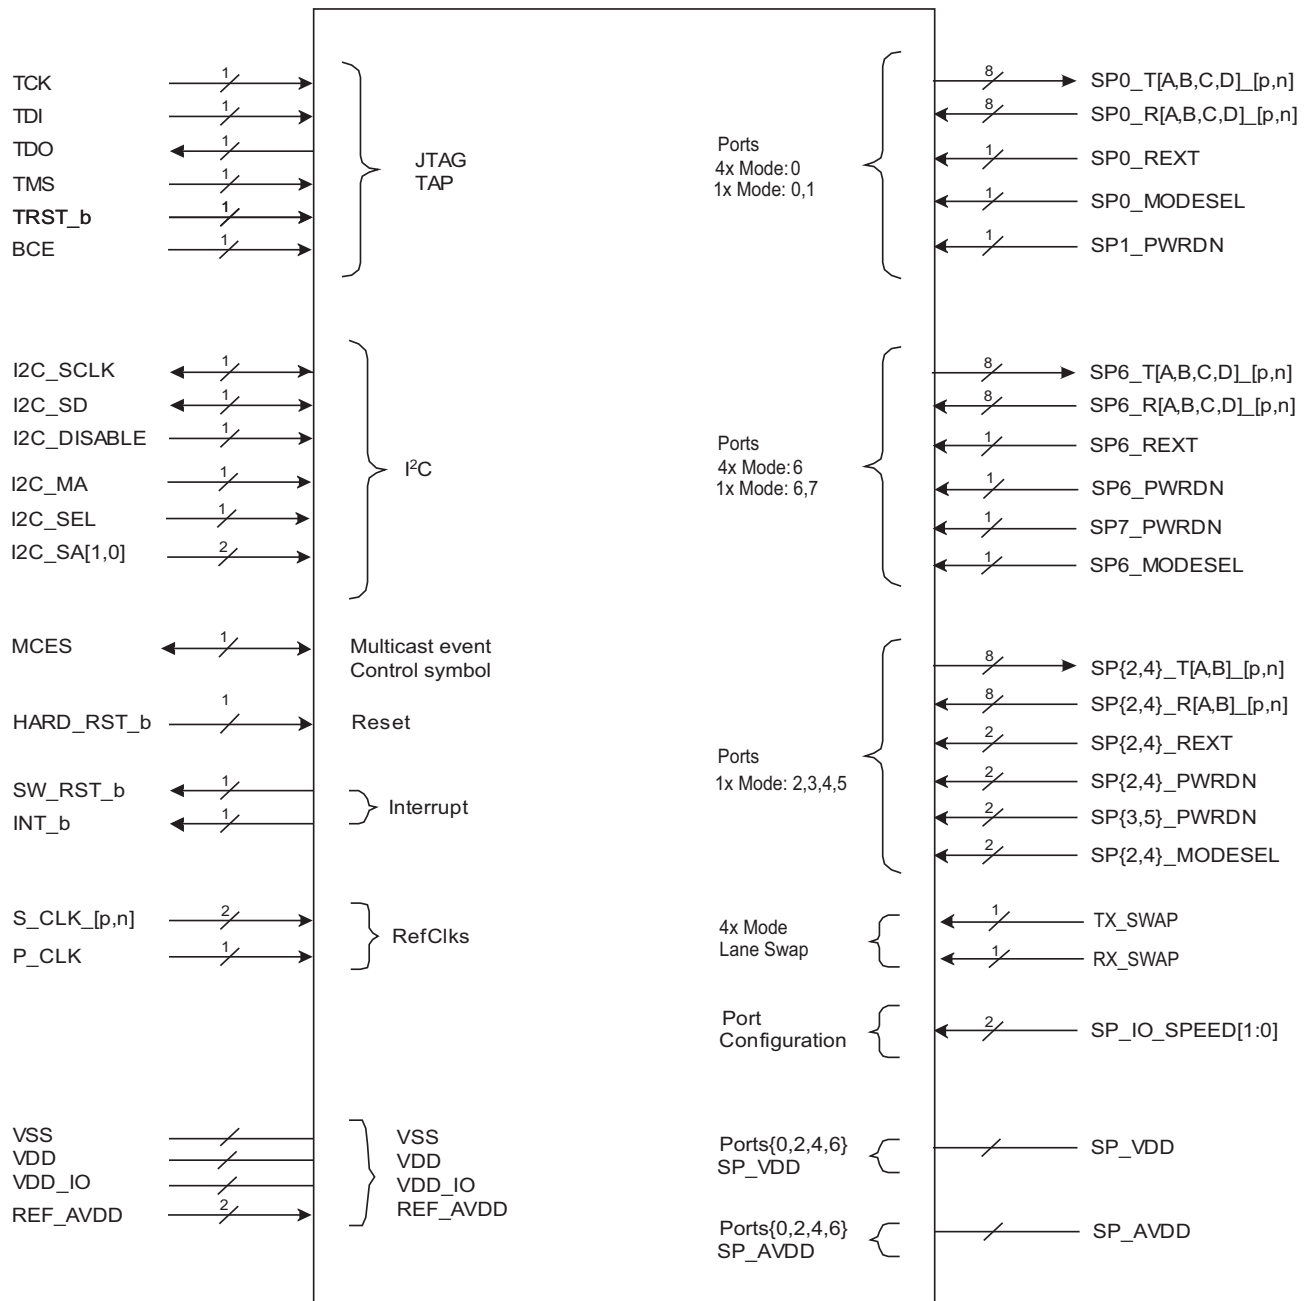 TCK 1
TDI 1
TDO 1
TMS 1
TRST_b 1
BCE 1
JTAG
TAP
I2C_SCLK 1
I2C_SD 1
I2C_DISABLE 1
I2C_MA 1
I2C_SEL 1
I2C_SA[1,0] 2
I²C
MCES 1
Multicast event
Control symbol
HARD_RST_b 1
Reset
SW_RST_b 1
INT_b 1
Interrupt
S_CLK_[p,n] 2
P_CLK 1
RefClks
VSS
VDD
VDD_IO
REF_AVDD 2
VSS
VDD
VDD_IO
REF_AVDD
Ports
4x Mode: 0
1x Mode: 0,1
8 SP0_T[A,B,C,D]_[p,n]
8 SP0_R[A,B,C,D]_[p,n]
1 SP0_REXT
1 SP0_MODESEL
1 SP1_PWRDN
Ports
4x Mode: 6
1x Mode: 6,7
8 SP6_T[A,B,C,D]_[p,n]
8 SP6_R[A,B,C,D]_[p,n]
1 SP6_REXT
1 SP6_PWRDN
1 SP7_PWRDN
1 SP6_MODESEL
Ports
1x Mode: 2,3,4,5
8 SP{2,4}_T[A,B]_[p,n]
8 SP{2,4}_R[A,B]_[p,n]
2 SP{2,4}_REXT
2 SP{2,4}_PWRDN
2 SP{3,5}_PWRDN
2 SP{2,4}_MODESEL
4x Mode
Lane Swap
1 TX_SWAP
1 RX_SWAP
Port
Configuration
2 SP_IO_SPEED[1:0]
Ports{0,2,4,6}
SP_VDD
SP_VDD
Ports{0,2,4,6}
SP_AVDD
SP_AVDD